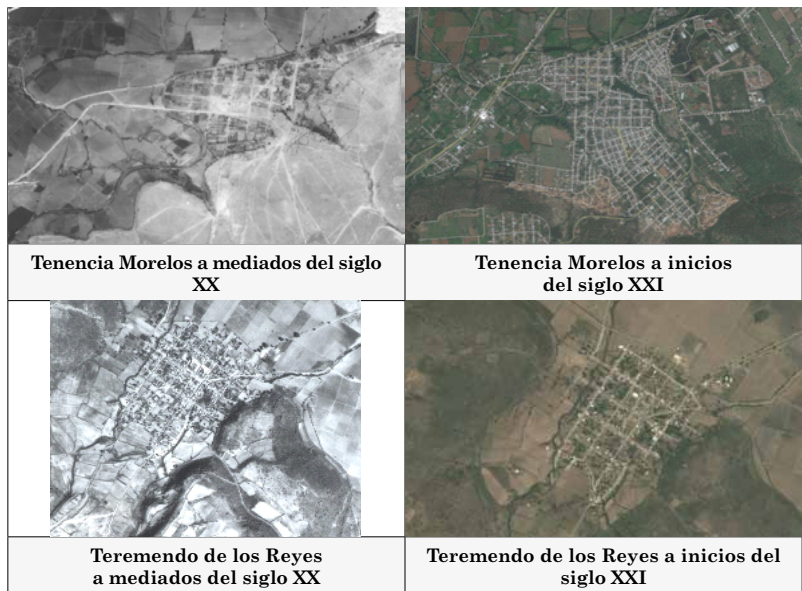 Tenencia Morelos a mediados del siglo
XX
Tenencia Morelos a inicios
del siglo XXI
Teremendo de los Reyes
a mediados del siglo XX
Teremendo de los Reyes a inicios del
siglo XXI